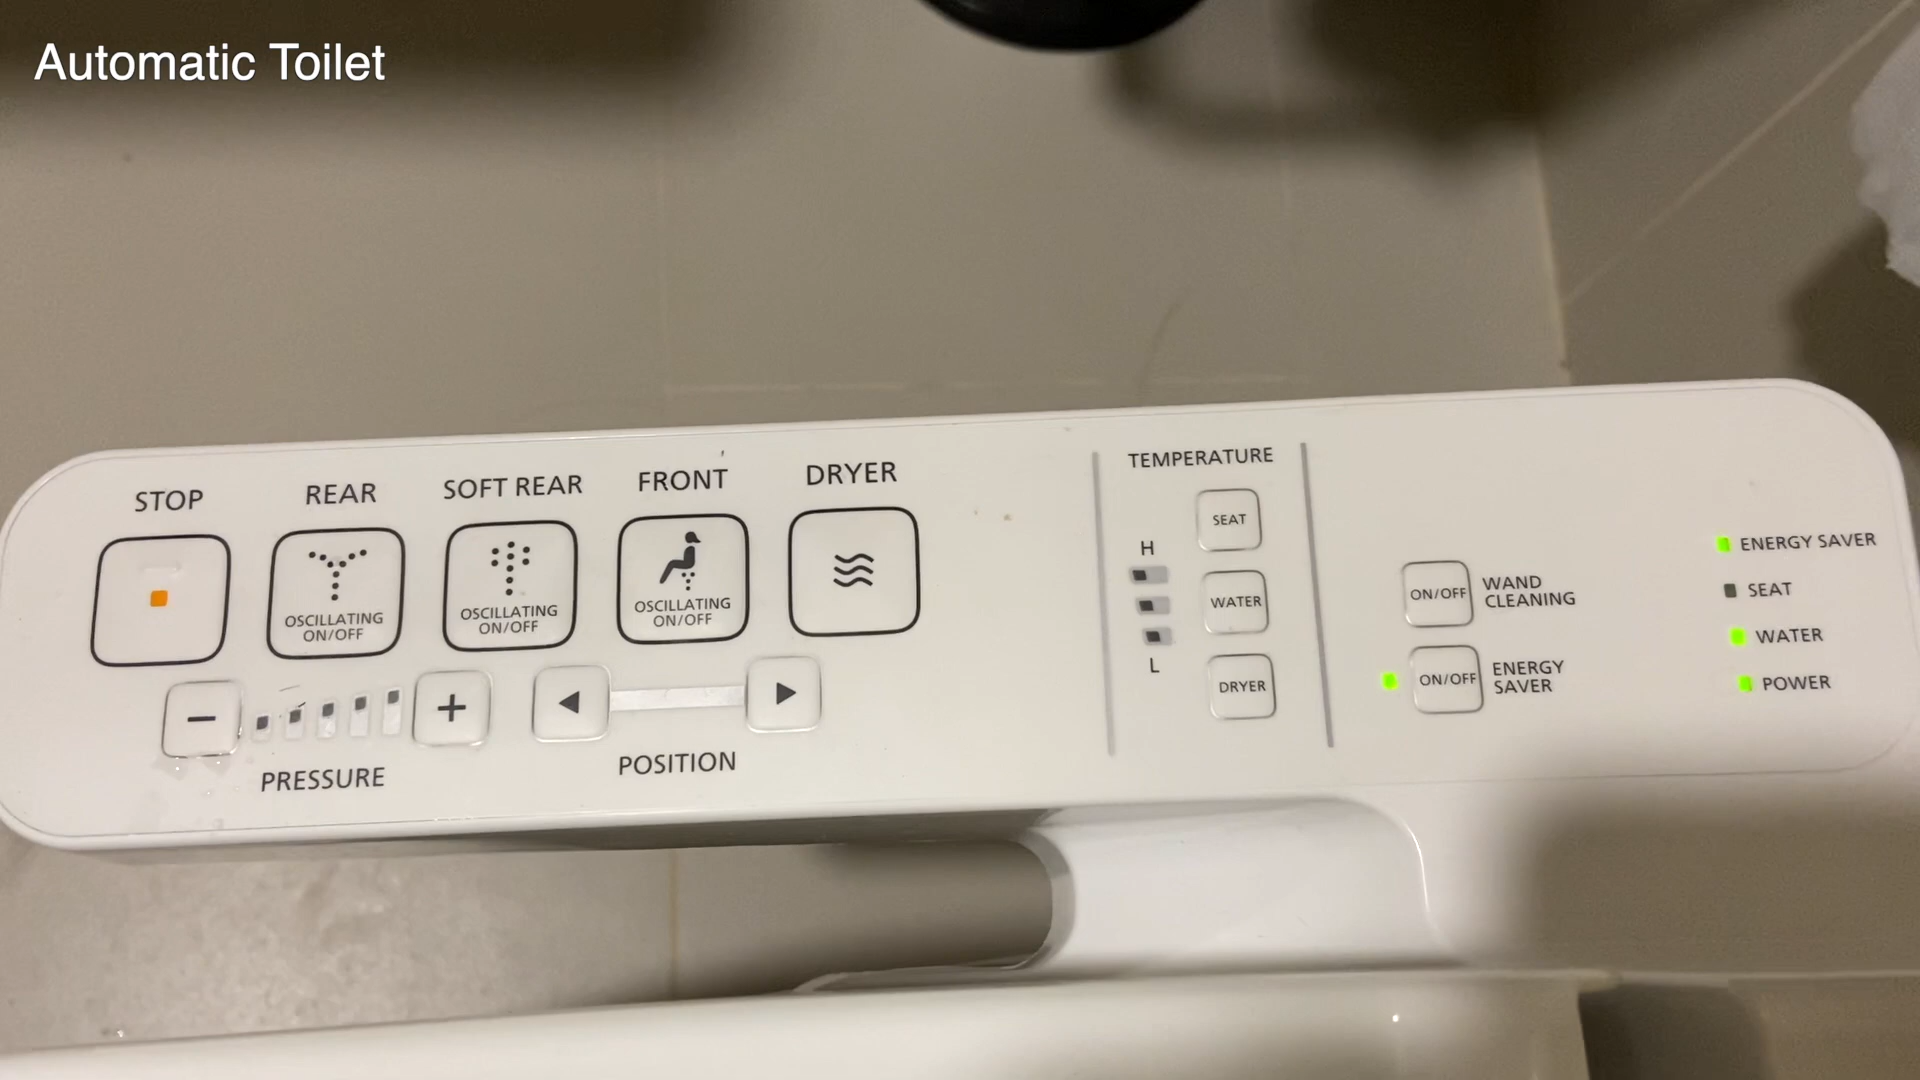 Automatic Toilet
STOP
REAR
SOFT REAR
FRONT
DRYER
OSCILLATING
ON/OFF
OSCILLATING
ON/OFF
OSCILLATING
ON/OFF
−
+
◀
▶
PRESSURE
POSITION
TEMPERATURE
H
L
SEAT
WATER
DRYER
ON/OFF
WAND
CLEANING
ON/OFF
ENERGY
SAVER
ENERGY SAVER
SEAT
WATER
POWER